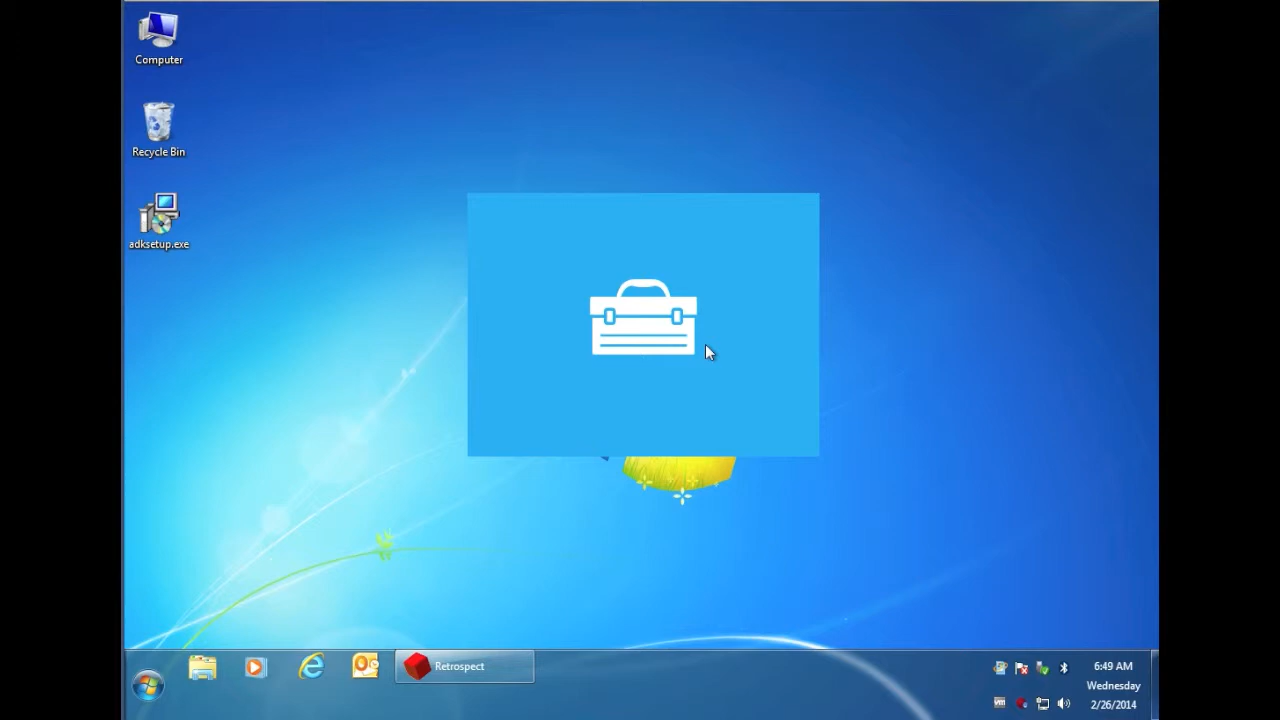 Computer
Recycle Bin
adksetup.exe
Retrospect
6:49 AM
Wednesday
2/26/2014